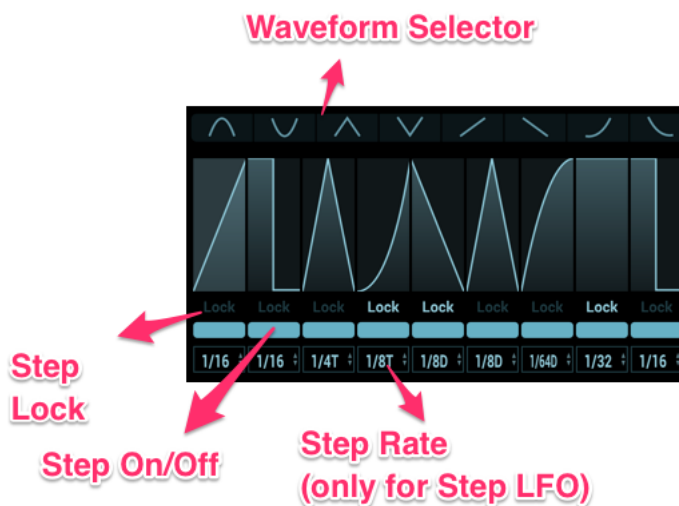 Waveform Selector
Lock Lock Lock Lock Lock Lock Lock Lock Lock
1/16 1/16 1/4T 1/8T 1/8D 1/8D 1/64D 1/32 1/16
Step
Lock
Step On/Off
Step Rate
(only for Step LFO)